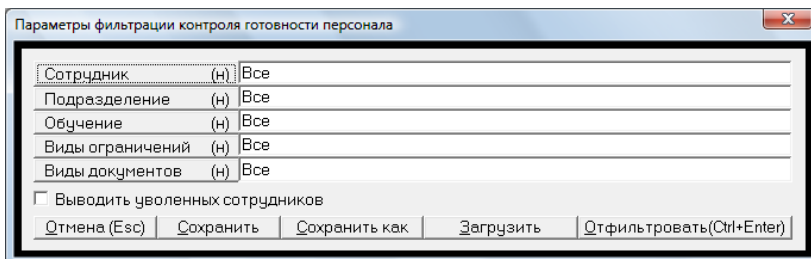 Параметры фильтрации контроля готовности персонала
Сотрудник (н) Все
Подразделение (н) Все
Обучение (н) Все
Виды ограничений (н) Все
Виды документов (н) Все
Выводить уволенных сотрудников
Отмена (Esc) Сохранить Сохранить как Загрузить Отфильтровать(Ctrl+Enter)